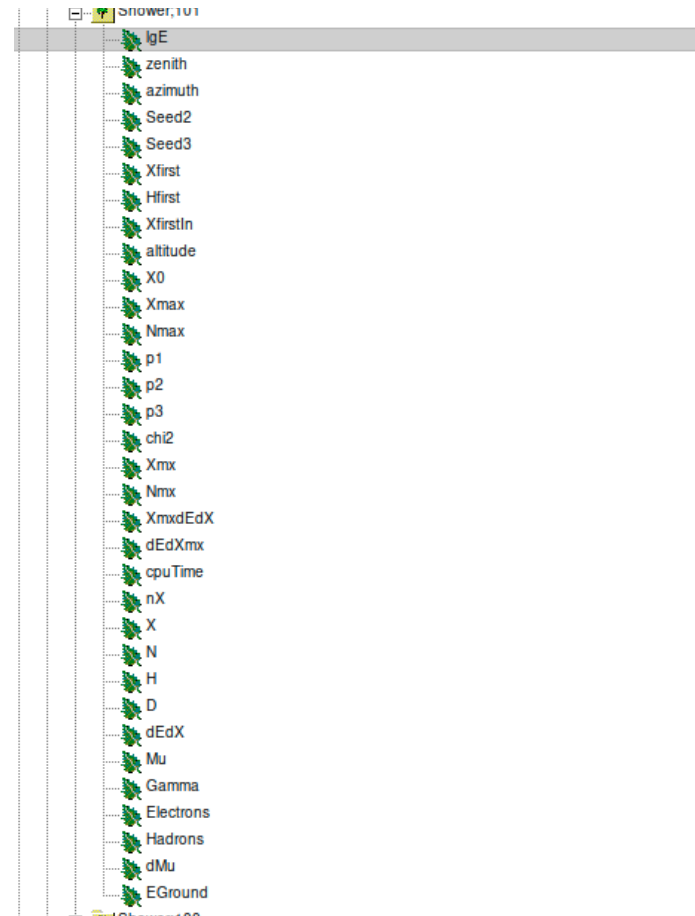 Shower;101
lgE
zenith
azimuth
Seed2
Seed3
Xfirst
Hfirst
XfirstIn
altitude
X0
Xmax
Nmax
p1
p2
p3
chi2
Xmx
Nmx
XmxdEdX
dEdXmx
cpuTime
nX
X
N
H
D
dEdX
Mu
Gamma
Electrons
Hadrons
dMu
EGround